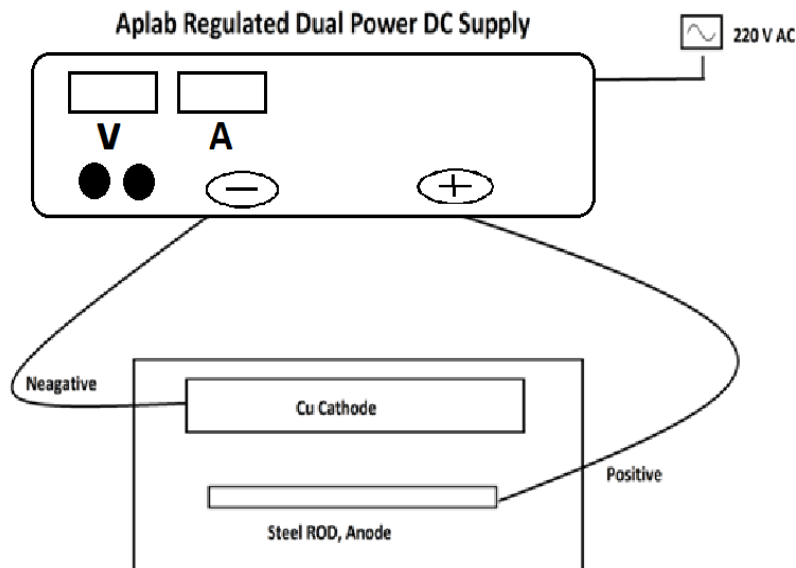 Aplab Regulated Dual Power DC Supply
220 V AC
V
A
−
+
Neagative
Cu Cathode
Positive
Steel ROD, Anode